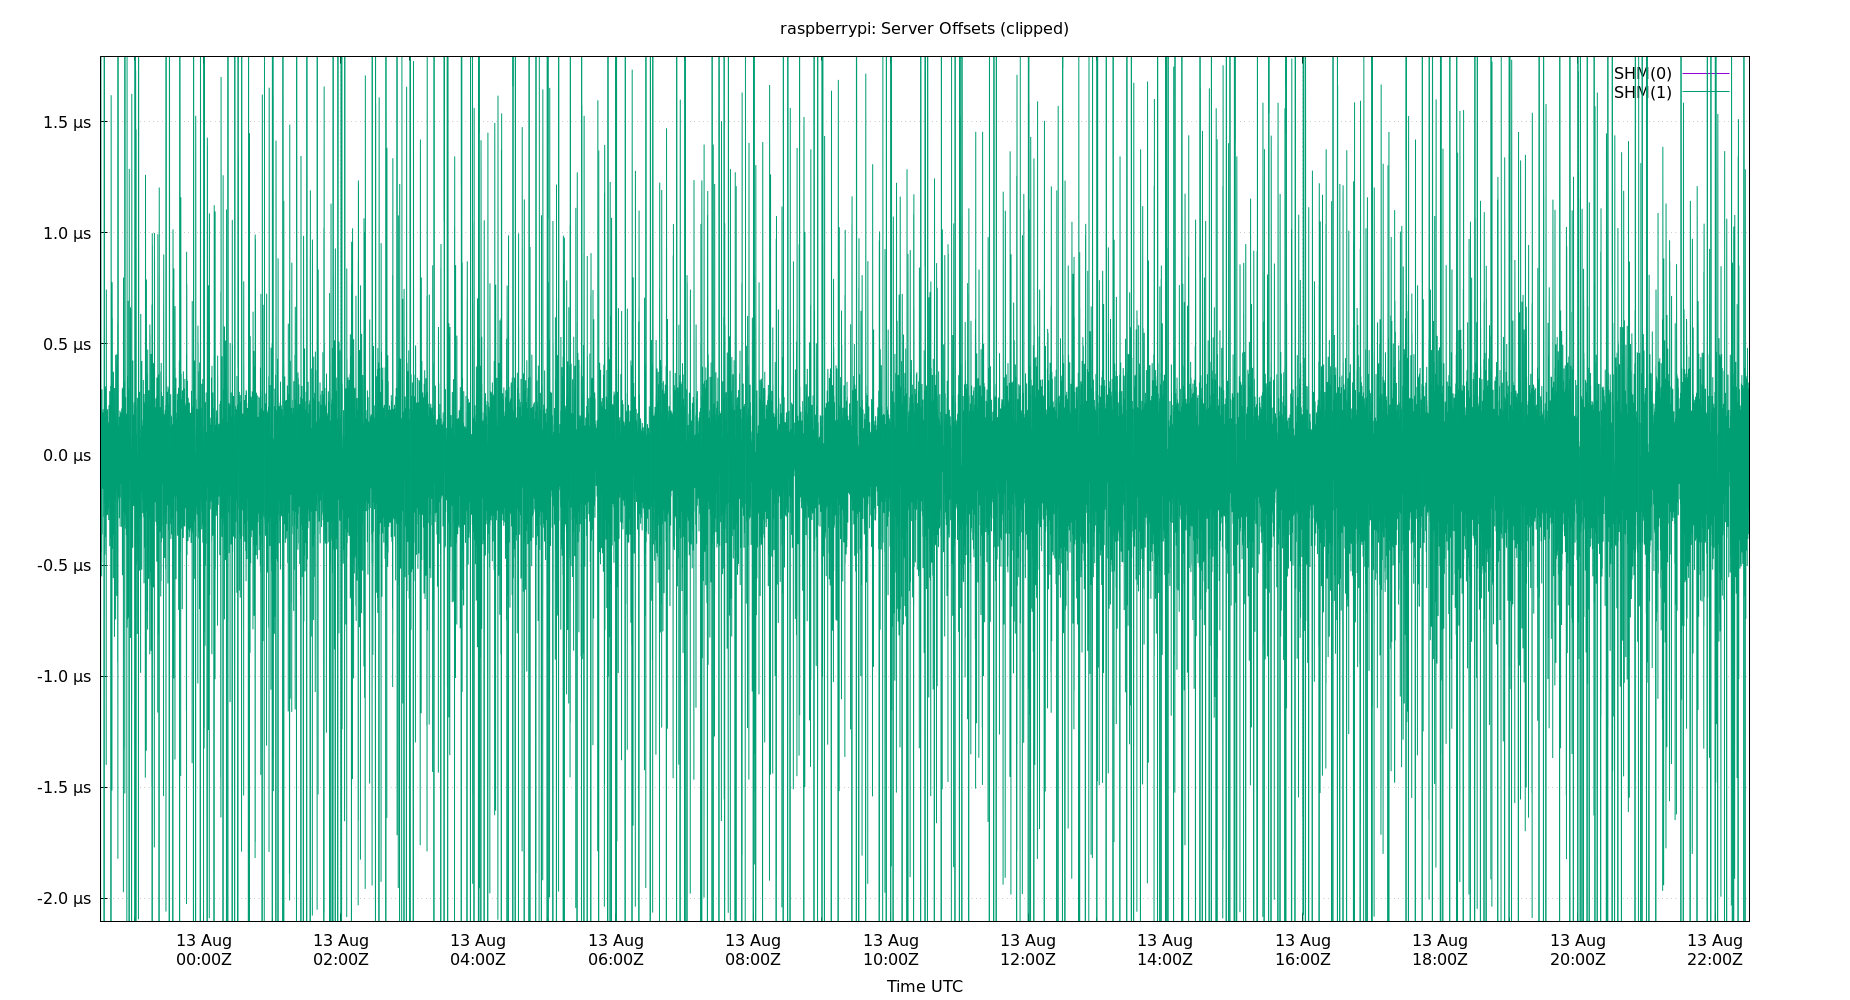 raspberrypi: Server Offsets (clipped)
SHM(0)
SHM(1)
1.5 µs
1.0 µs
0.5 µs
0.0 µs
-0.5 µs
-1.0 µs
-1.5 µs
-2.0 µs
13 Aug 13 Aug 13 Aug 13 Aug 13 Aug 13 Aug 13 Aug 13 Aug 13 Aug 13 Aug 13 Aug 13 Aug
00:00Z 02:00Z 04:00Z 06:00Z 08:00Z 10:00Z 12:00Z 14:00Z 16:00Z 18:00Z 20:00Z 22:00Z
Time UTC